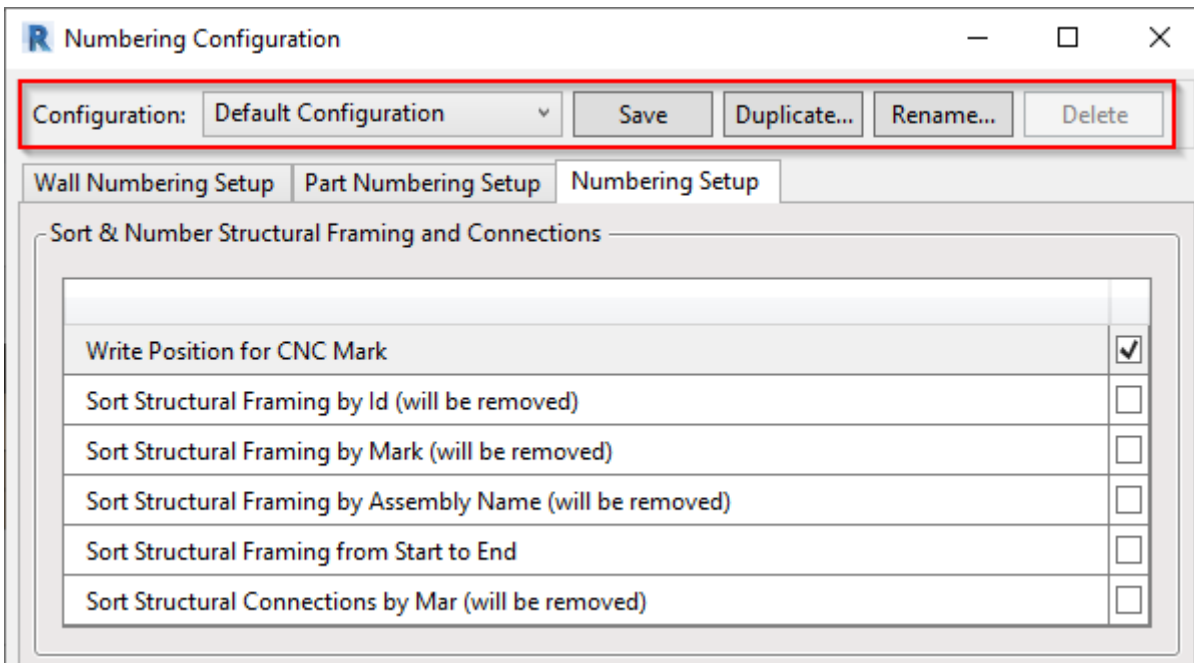 Numbering Configuration
Configuration: Default Configuration Save Duplicate... Rename... Delete
Wall Numbering Setup Part Numbering Setup Numbering Setup
Sort & Number Structural Framing and Connections
Write Position for CNC Mark
Sort Structural Framing by Id (will be removed)
Sort Structural Framing by Mark (will be removed)
Sort Structural Framing by Assembly Name (will be removed)
Sort Structural Framing from Start to End
Sort Structural Connections by Mar (will be removed)